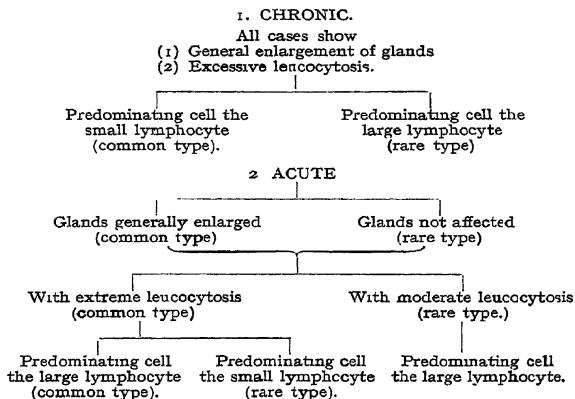 1. CHRONIC.
All cases show
(1) General enlargement of glands
(2) Excessive leucocytosis.
Predominating cell the
small lymphocyte
(common type).
Predominating cell the
large lymphocyte
(rare type)
2 ACUTE
Glands generally enlarged
(common type)
Glands not affected
(rare type)
With extreme leucocytosis
(common type)
With moderate leucocytosis
(rare type.)
Predominating cell
the large lymphocyte
(common type).
Predominating cell
the small lymphocyte
(rare type).
Predominating cell
the large lymphocyte.